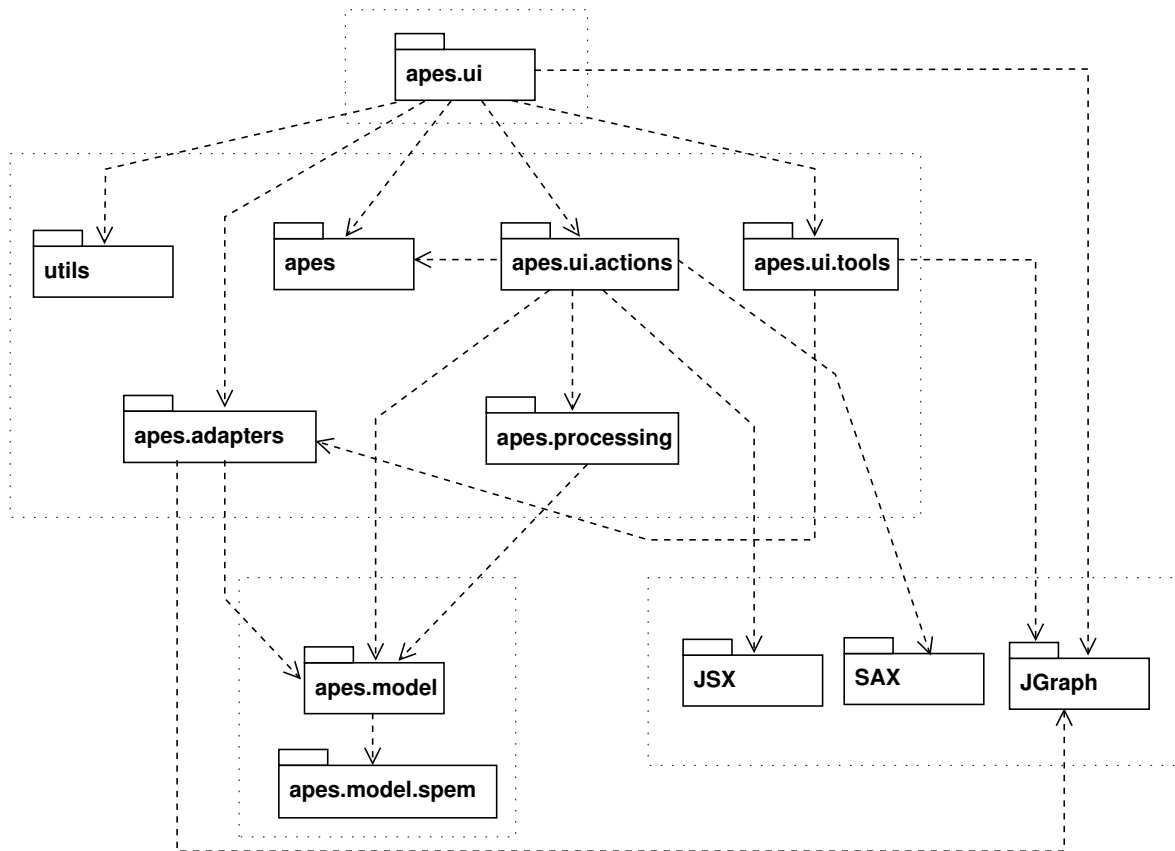 apes.ui
utils
apes
apes.ui.actions
apes.ui.tools
apes.adapters
apes.processing
apes.model
JSX
SAX
JGraph
apes.model.spem